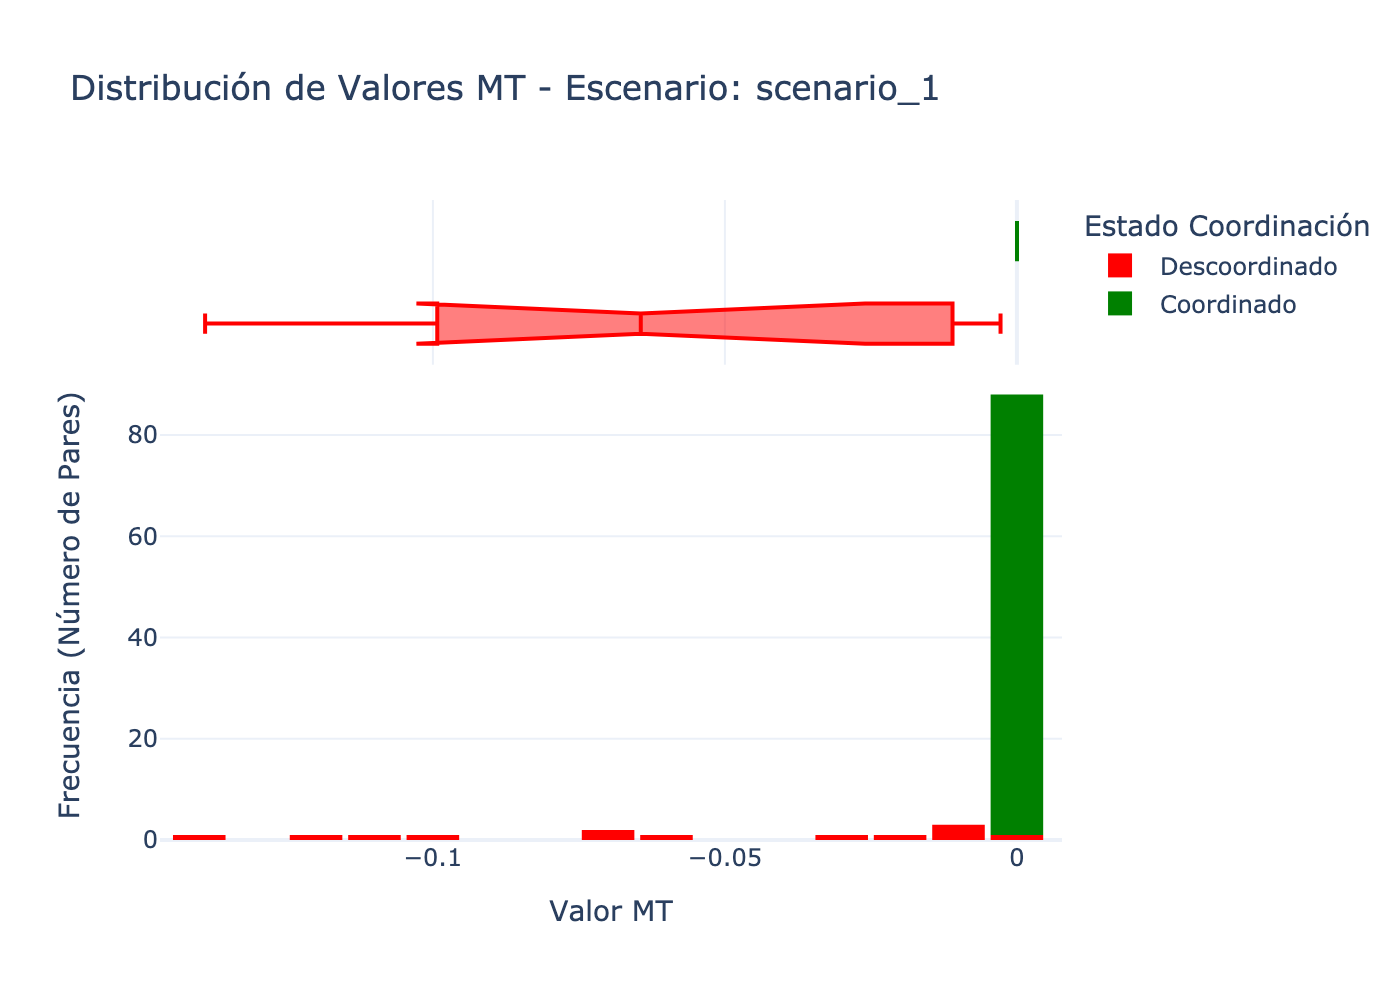 Distribución de Valores MT - Escenario: scenario_1
Estado Coordinación
Descoordinado
Coordinado
Frecuencia (Número de Pares)
80
60
40
20
0
−0.1
−0.05
0
Valor MT